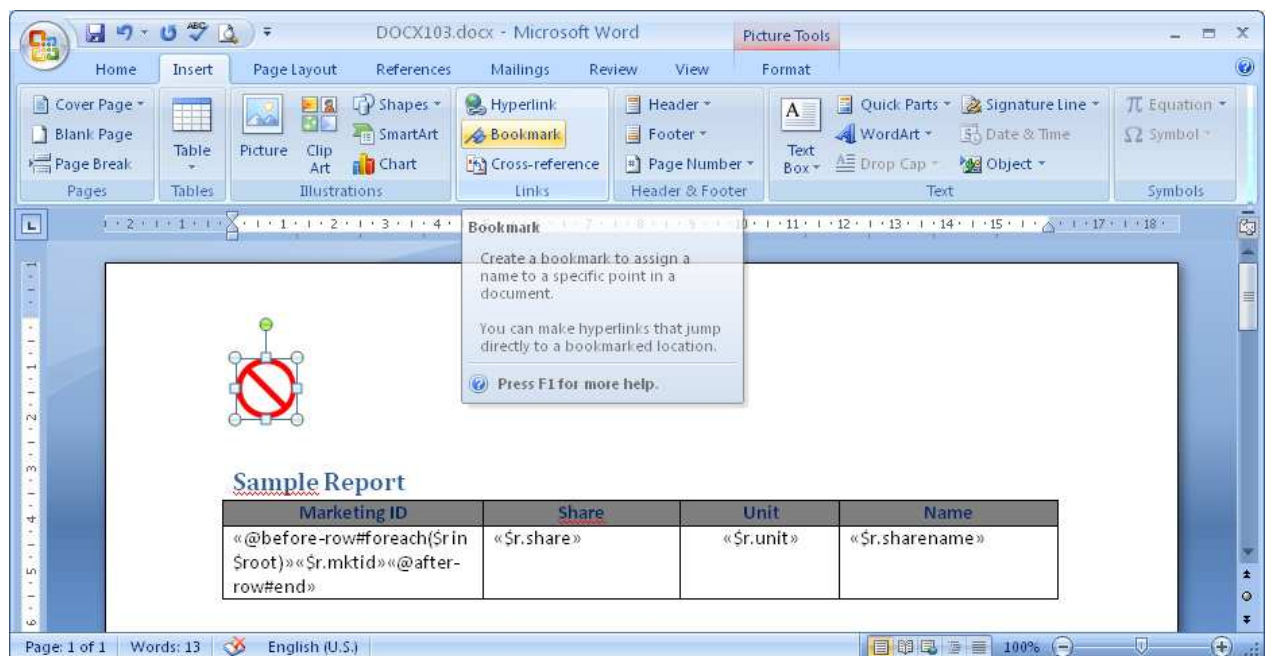 DOCX103.docx - Microsoft Word
Picture Tools
Home Insert Page Layout References Mailings Review View Format
Cover Page
Blank Page
Page Break
Pages
Table
Tables
Picture
Clip Art
Shapes
SmartArt
Chart
Illustrations
Hyperlink
Bookmark
Cross-reference
Links
Header
Footer
Page Number
Header & Footer
A
Text Box
Quick Parts
WordArt
Drop Cap
Signature Line
Date & Time
Object
Text
π Equation
Ω Symbol
Symbols
Bookmark
Create a bookmark to assign a
name to a specific point in a
document.
You can make hyperlinks that jump
directly to a bookmarked location.
Press F1 for more help.
Sample Report
Marketing ID Share Unit Name
«@before-row#foreach($r in
$root)»«$r.mktid»«@after-
row#end»
«$r.share»
«$r.unit»
«$r.sharename»
Page: 1 of 1 Words: 13 English (U.S.) 100%